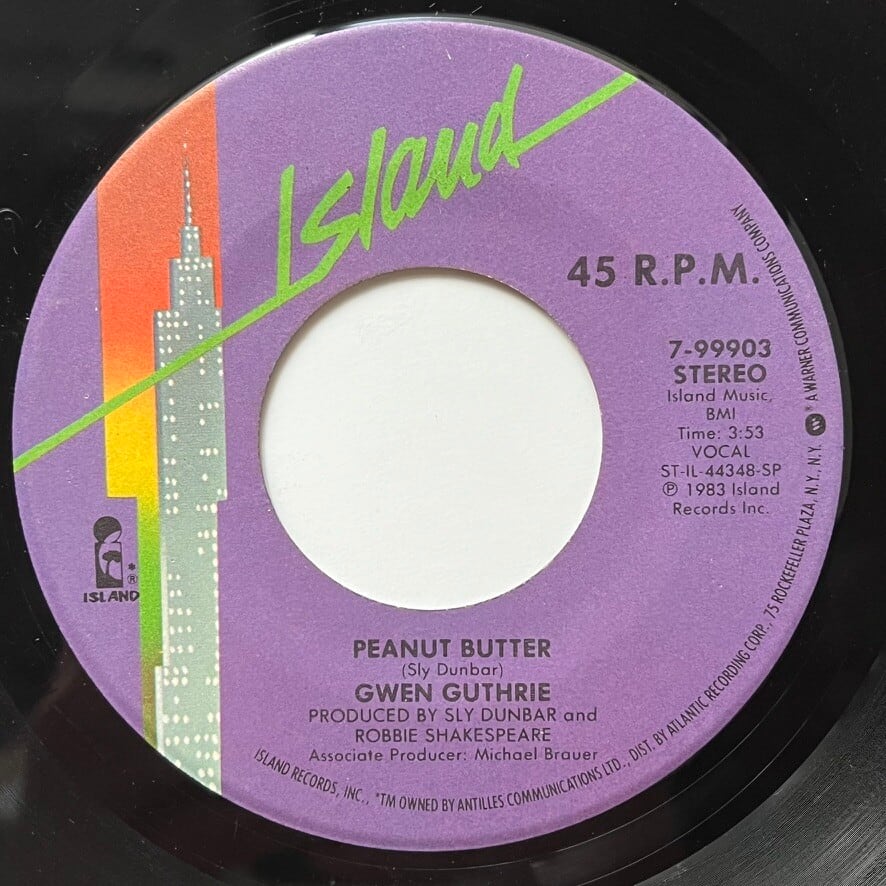 Island
45 R.P.M.
7-99903
STEREO
Island Music,
BMI
Time: 3:53
VOCAL
ST-IL-44348-SP
℗ 1983 Island
Records Inc.
*
®
ISLAND
PEANUT BUTTER
(Sly Dunbar)
GWEN GUTHRIE
PRODUCED BY SLY DUNBAR and
ROBBIE SHAKESPEARE
Associate Producer: Michael Brauer
ISLAND RECORDS, INC., *TM OWNED BY ANTILLES COMMUNICATIONS LTD., DIST. BY ATLANTIC RECORDING CORP., 75 ROCKEFELLER PLAZA, N.Y., N.Y. ® A WARNER COMMUNICATIONS COMPANY